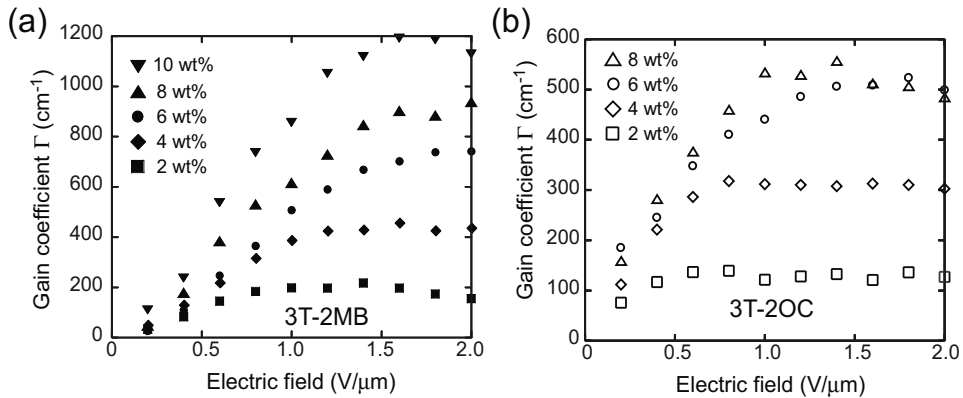 (a)
1200
1000
800
600
400
200
0
Gain coefficient Γ (cm⁻¹)
10 wt%
8 wt%
6 wt%
4 wt%
2 wt%
3T-2MB
0 0.5 1.0 1.5 2.0
Electric field (V/μm)
(b)
600
500
400
300
200
100
0
Gain coefficient Γ (cm⁻¹)
8 wt%
6 wt%
4 wt%
2 wt%
3T-2OC
0 0.5 1.0 1.5 2.0
Electric field (V/μm)